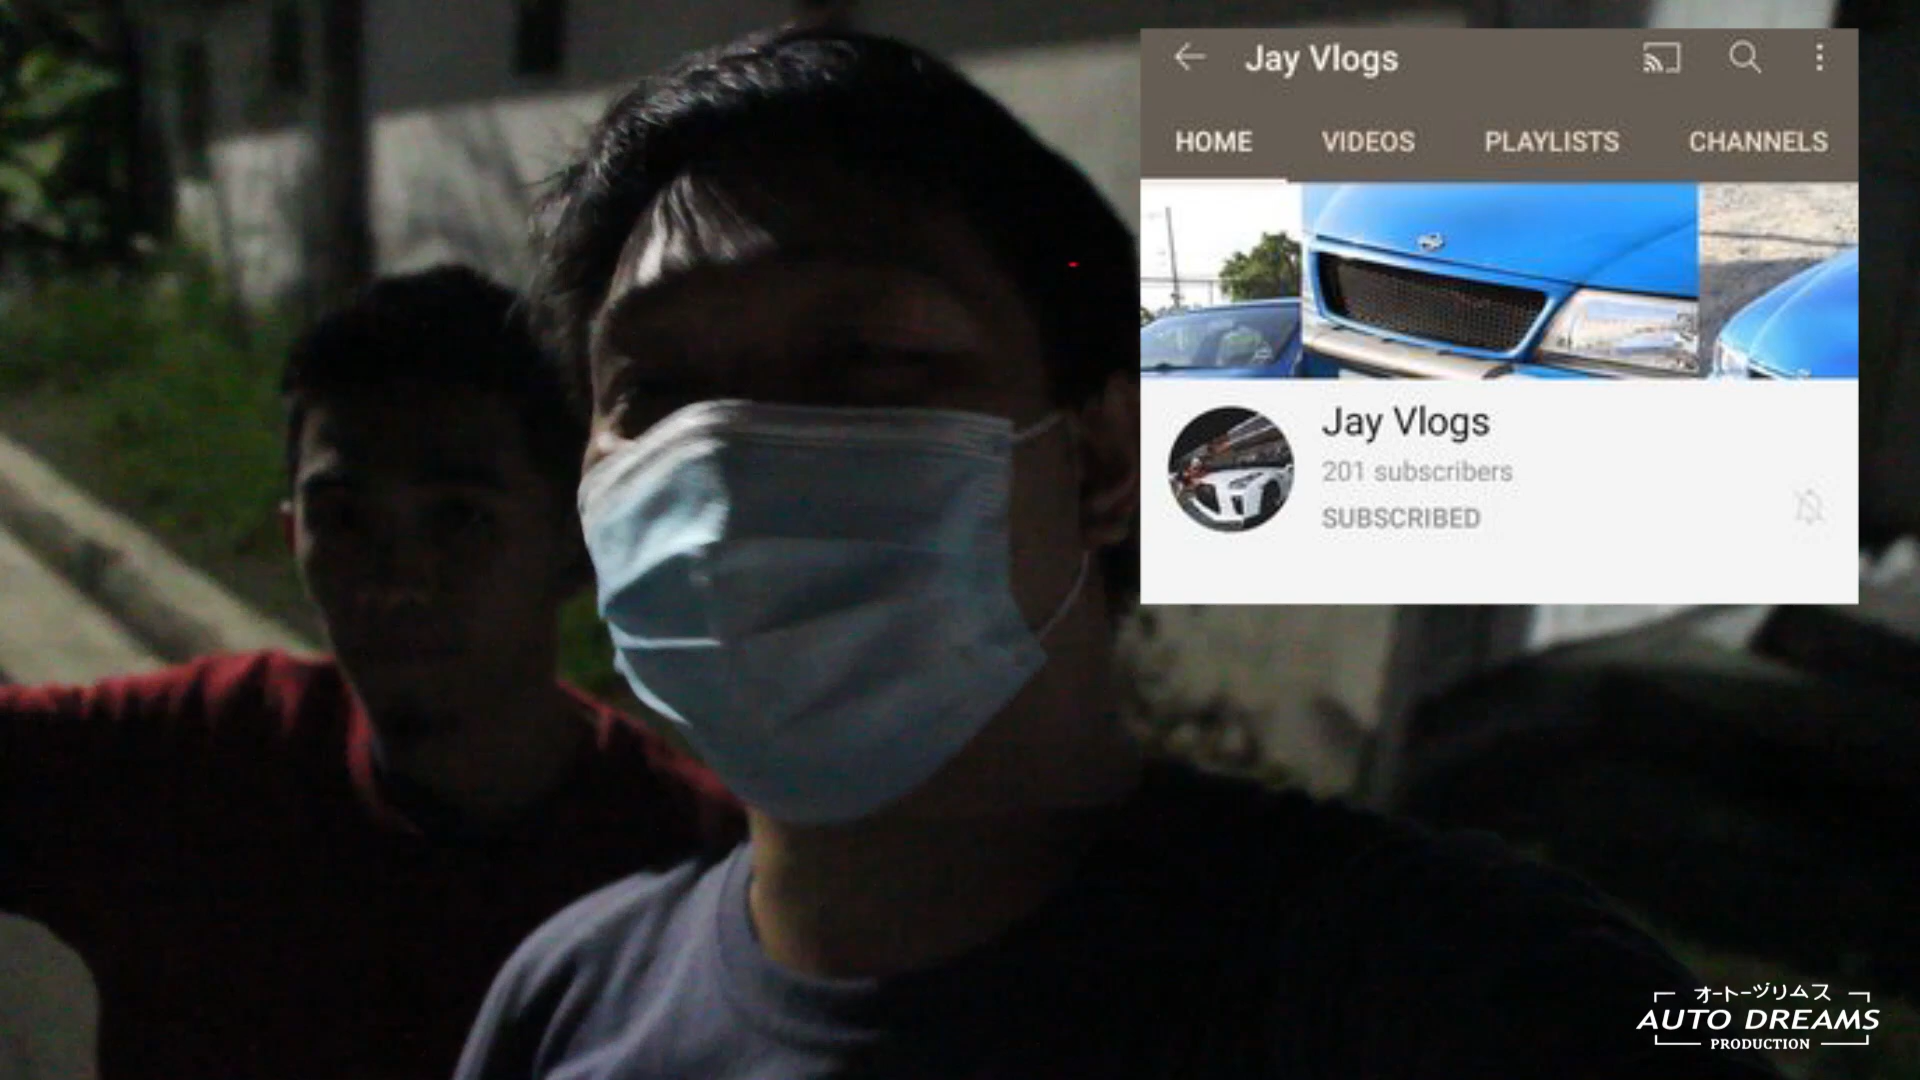 Jay Vlogs
HOME VIDEOS PLAYLISTS CHANNELS
Jay Vlogs
201 subscribers
SUBSCRIBED
オートーヅリムス
AUTO DREAMS
PRODUCTION